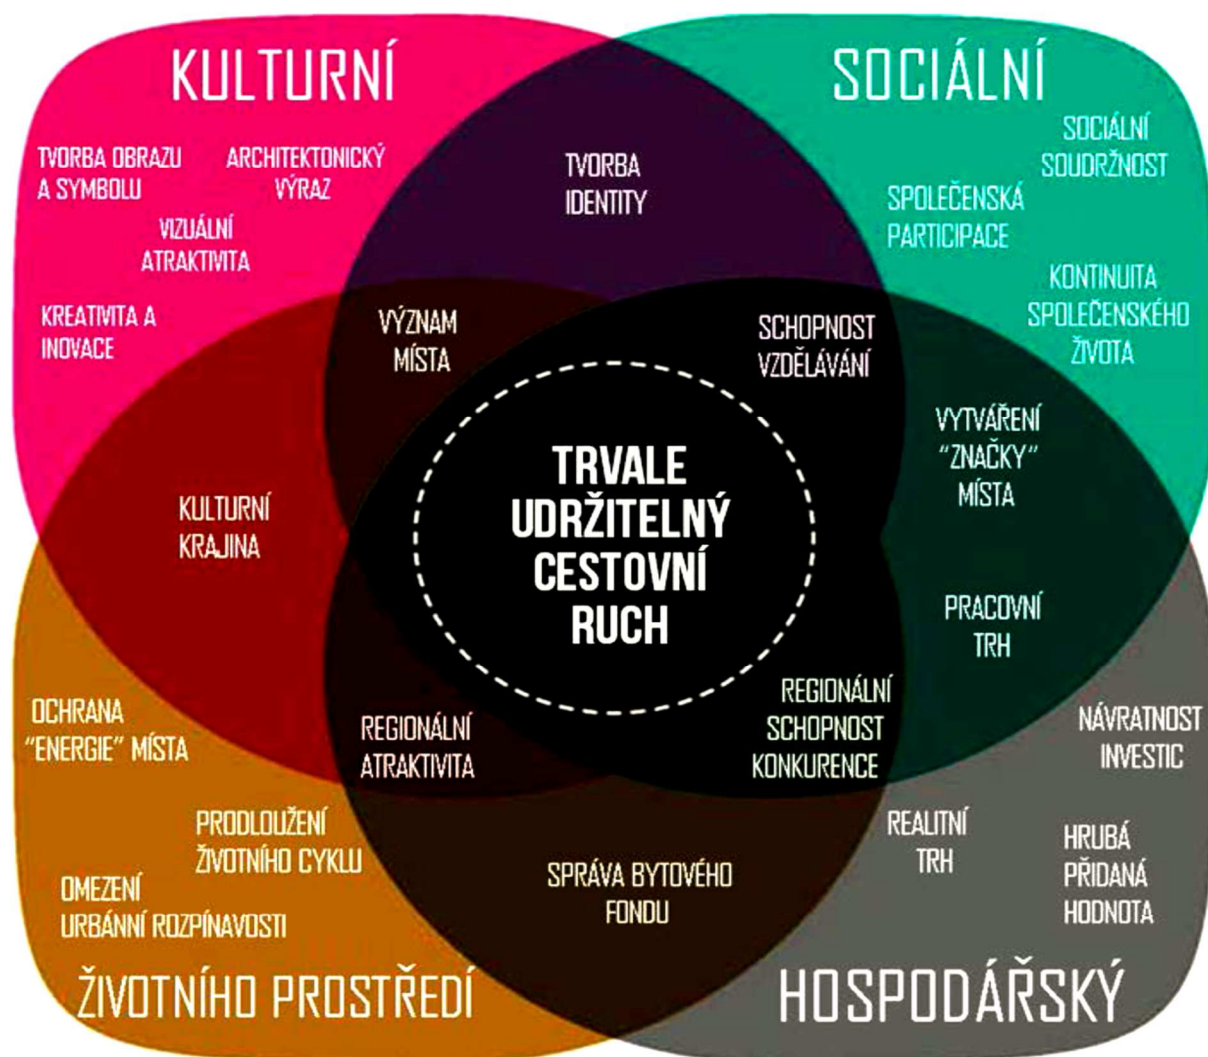 KULTURNÍ
SOCIÁLNÍ
TVORBA OBRAZU
A SYMBOLU
ARCHITEKTONICKÝ
VÝRAZ
VIZUÁLNÍ
ATRAKTIVITA
KREATIVITA A
INOVACE
TVORBA
IDENTITY
SOCIÁLNÍ
SOUDRŽNOST
SPOLEČENSKÁ
PARTICIPACE
KONTINUITA
SPOLEČENSKÉHO
ŽIVOTA
VÝZNAM
MÍSTA
SCHOPNOST
VZDĚLÁVÁNÍ
VYTVÁŘENÍ
"ZNAČKY"
MÍSTA
KULTURNÍ
KRAJINA
TRVALE
UDRŽITELNÝ
CESTOVNÍ
RUCH
PRACOVNÍ
TRH
OCHRANA
"ENERGIE" MÍSTA
REGIONÁLNÍ
ATRAKTIVITA
REGIONÁLNÍ
SCHOPNOST
KONKURENCE
NÁVRATNOST
INVESTIC
PRODLOUŽENÍ
ŽIVOTNÍHO CYKLU
OMEZENÍ
URBÁNNÍ ROZPÍNAVOSTI
SPRÁVA BYTOVÉHO
FONDU
REALITNÍ
TRH
HRUBÁ
PŘIDANÁ
HODNOTA
ŽIVOTNÍHO PROSTŘEDÍ
HOSPODÁŘSKÝ